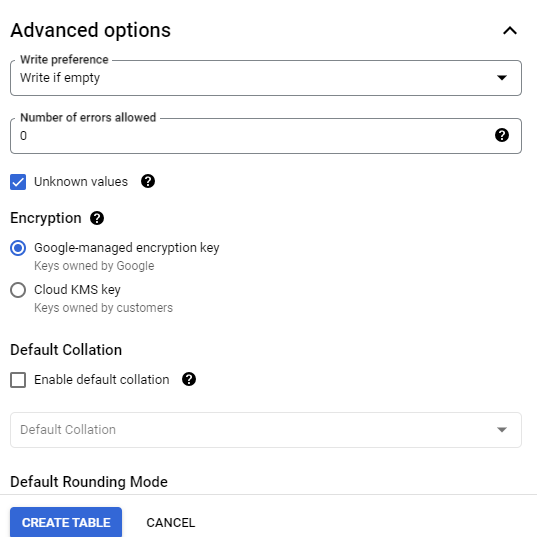 Advanced options
Write preference
Write if empty
Number of errors allowed
0
Unknown values
Encryption
Google-managed encryption key
Keys owned by Google
Cloud KMS key
Keys owned by customers
Default Collation
Enable default collation
Default Collation
Default Rounding Mode
CREATE TABLE CANCEL